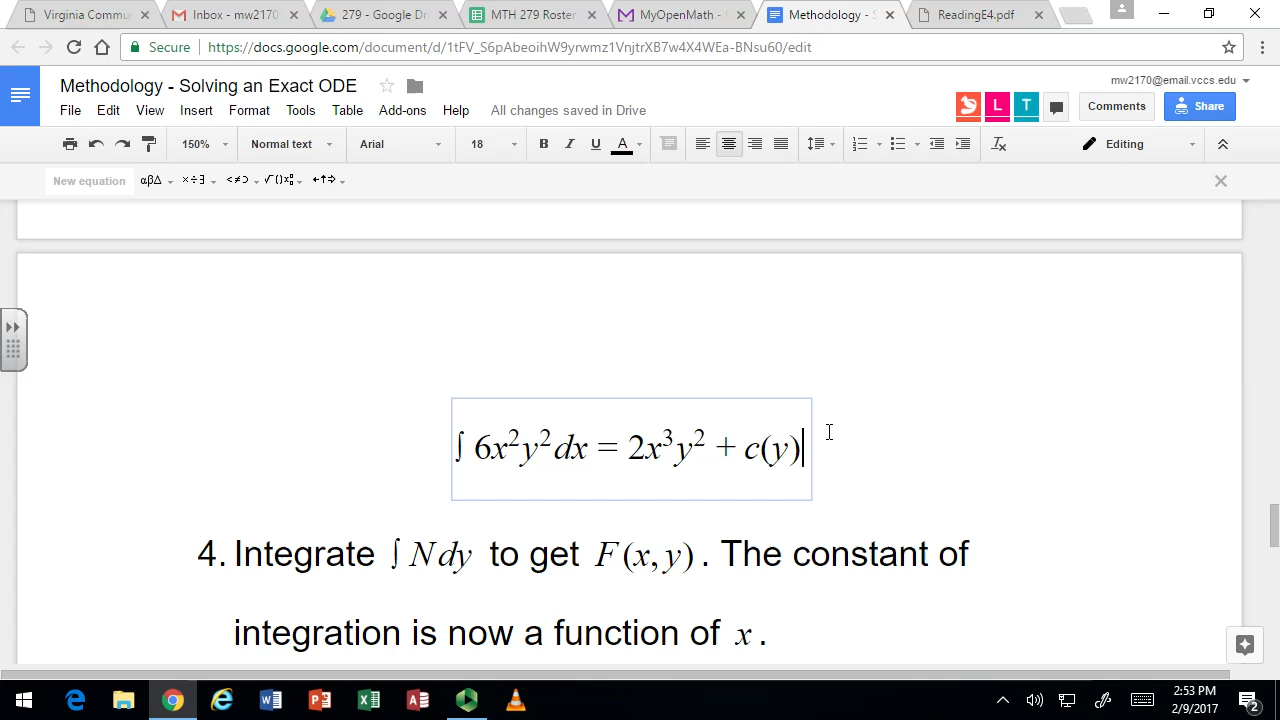 Virginia Commu
Inbox - mw2170
279 - Google Dri
MTH 279 Roster
MyOpenMath -
Methodology - S
ReadingE4.pdf
Secure https://docs.google.com/document/d/1tFV_S6pAbeoihW9yrwmz1VnjtrXB7w4X4WEa-BNsu60/edit
mw2170@email.vccs.edu
Methodology - Solving an Exact ODE
File Edit View Insert Format Tools Table Add-ons Help All changes saved in Drive
L T Comments Share
150% Normal text Arial 18 B I U A Editing
New equation αβΔ ×÷∃ <≠⊃ √()x ←↑⇒
∫ 6x²y²dx = 2x³y² + c(y)
4. Integrate ∫ Ndy to get F(x, y). The constant of
integration is now a function of x.
2:53 PM
2/9/2017
2